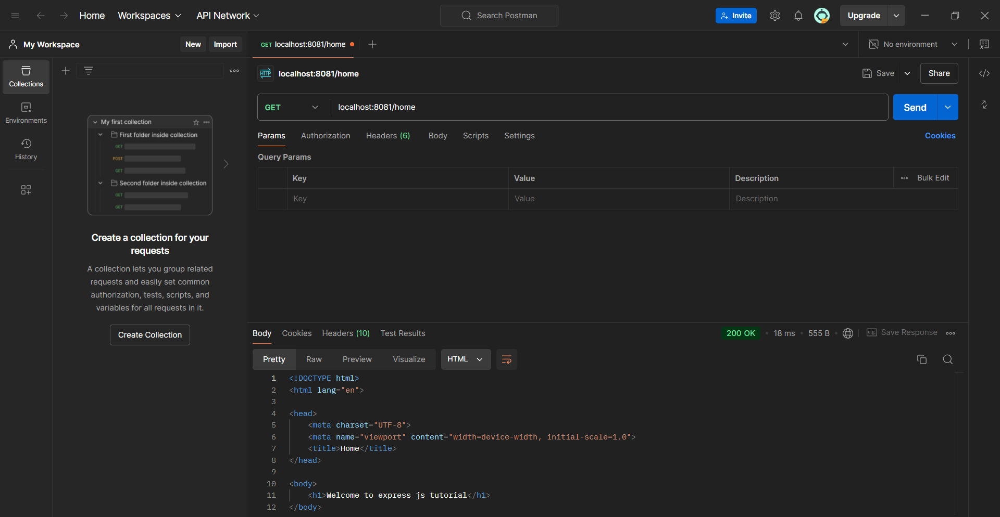 Home Workspaces API Network Search Postman Invite Upgrade
My Workspace New Import GET localhost:8081/home No environment
Collections
Environments
History
My first collection
First folder inside collection
GET
POST
GET
Second folder inside collection
GET
GET
Create a collection for your
requests
A collection lets you group related
requests and easily set common
authorization, tests, scripts, and
variables for all requests in it.
Create Collection
HTTP localhost:8081/home Save Share
GET localhost:8081/home Send
Params Authorization Headers (6) Body Scripts Settings Cookies
Query Params
Key Value Description Bulk Edit
Key Value Description
Body Cookies Headers (10) Test Results 200 OK 18 ms 555 B e.g. Save Response
Pretty Raw Preview Visualize HTML
1 <!DOCTYPE html>
2 <html lang="en">
3
4 <head>
5 <meta charset="UTF-8">
6 <meta name="viewport" content="width=device-width, initial-scale=1.0">
7 <title>Home</title>
8 </head>
9
10 <body>
11 <h1>Welcome to express js tutorial</h1>
12 </body>